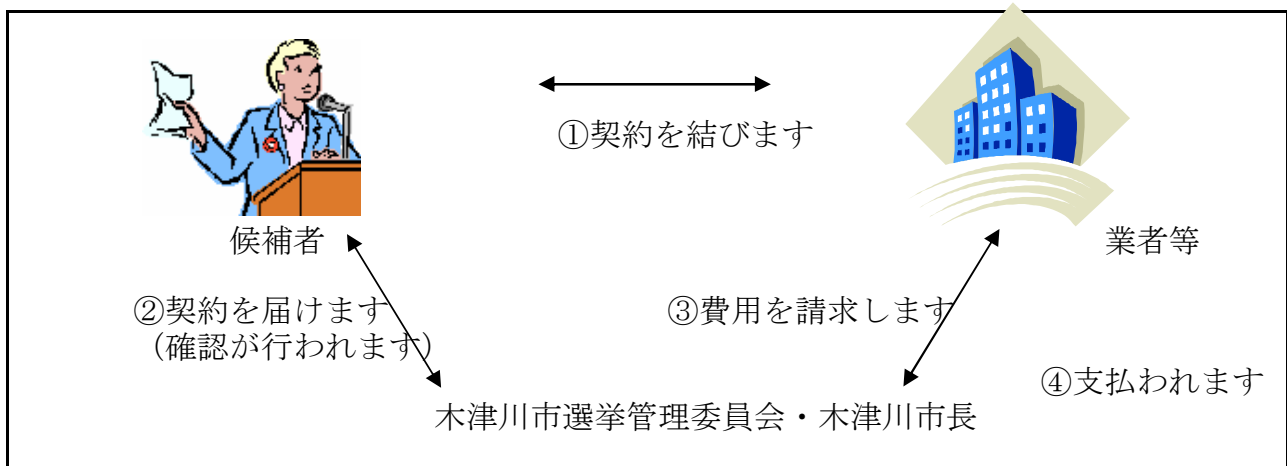 ①契約を結びます
候補者
業者等
②契約を届けます
（確認が行われます）
③費用を請求します
④支払われます
木津川市選挙管理委員会・木津川市長